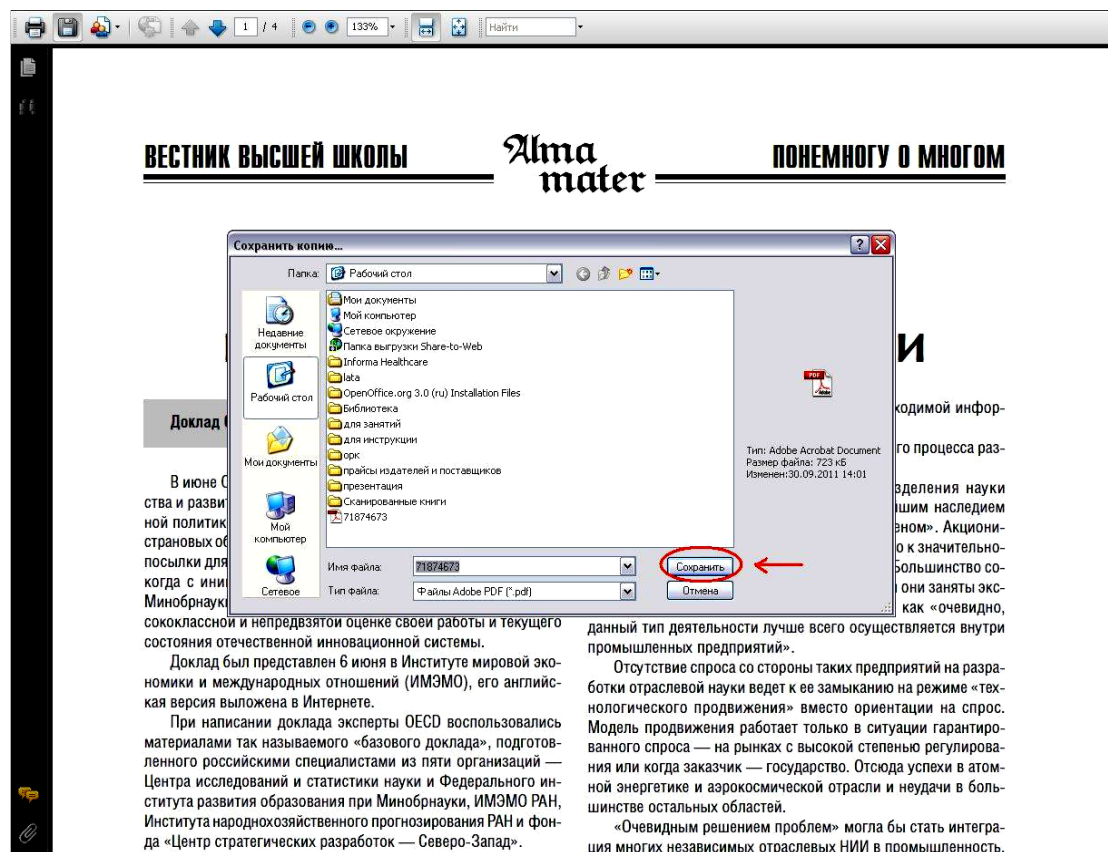 1 / 4 133% Найти
ВЕСТНИК ВЫСШЕЙ ШКОЛЫ
Alma
mater
ПОНЕМНОГУ О МНОГОМ
Сохранить копию...
Папка: Рабочий стол
Недавние
документы
Рабочий стол
Мои документы
Мой
компьютер
Сетевое
Мои документы
Мой компьютер
Сетевое окружение
Папка выгрузки Share-to-Web
Informa Healthcare
lata
OpenOffice.org 3.0 (ru) Installation Files
Библиотека
для занятий
для инструкции
орк
прайсы издателей и поставщиков
презентация
Сканированные книги
71874673
PDF
Adobe
Тип: Adobe Acrobat Document
Размер файла: 723 кБ
Изменен:30.09.2011 14:01
Имя файла: 71874673 Сохранить
Тип файла: Файлы Adobe PDF (*.pdf) Отмена
И
Доклад
В июне
ства и разви
ной политик
страновых об
посылки для
когда с ини
Минобрнауки
сококлассной и непредвзятой оценке своей работы и текущего
состояния отечественной инновационной системы.
Доклад был представлен 6 июня в Институте мировой эко-
номики и международных отношений (ИМЭМО), его английс-
кая версия выложена в Интернете.
При написании доклада эксперты OECD воспользовались
материалами так называемого «базового доклада», подготов-
ленного российскими специалистами из пяти организаций —
Центра исследований и статистики науки и Федерального ин-
ститута развития образования при Минобрнауки, ИМЭМО РАН,
Института народнохозяйственного прогнозирования РАН и фон-
да «Центр стратегических разработок — Северо-Запад».
ходимой инфор-
го процесса раз-
зделения науки
шим наследием
еном». Акциони-
о к значительно-
Большинство со-
они заняты экс-
как «очевидно,
данный тип деятельности лучше всего осуществляется внутри
промышленных предприятий».
Отсутствие спроса со стороны таких предприятий на разра-
ботки отраслевой науки ведет к ее замыканию на режиме «тех-
нологического продвижения» вместо ориентации на спрос.
Модель продвижения работает только в ситуации гарантиро-
ванного спроса — на рынках с высокой степенью регулирова-
ния или когда заказчик — государство. Отсюда успехи в атом-
ной энергетике и аэрокосмической отрасли и неудачи в боль-
шинстве остальных областей.
«Очевидным решением проблем» могла бы стать интегра-
ция многих независимых отраслевых НИИ в промышленность.